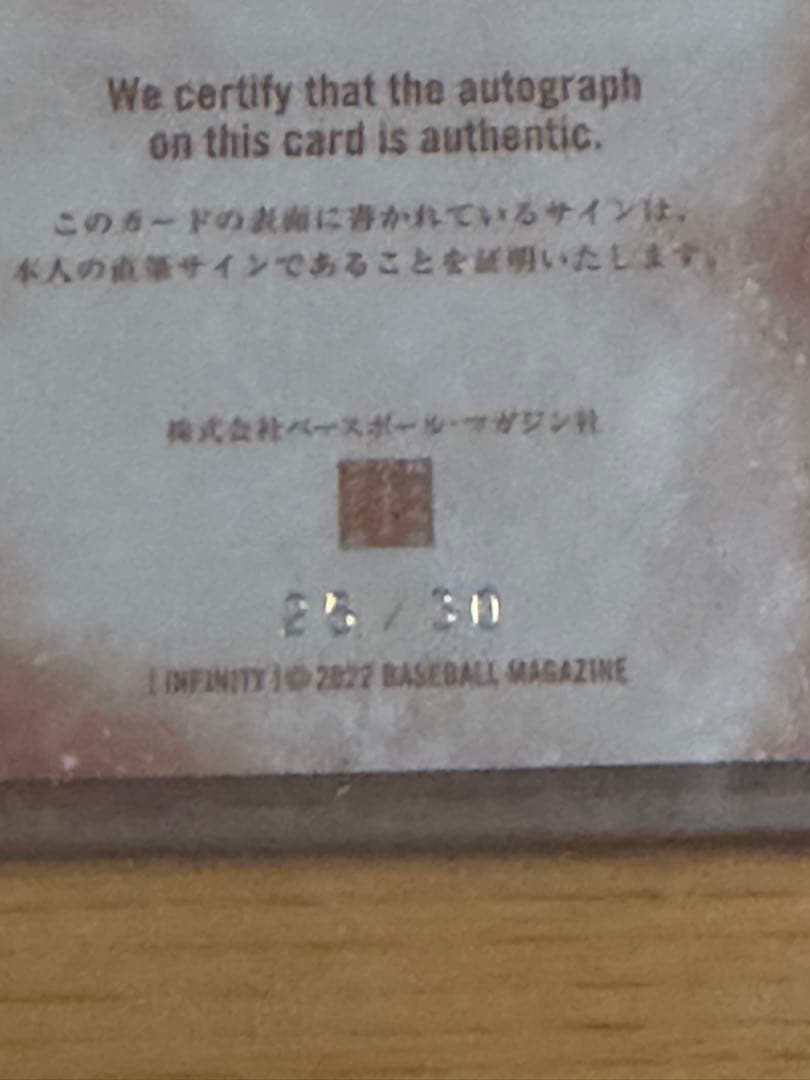 We certify that the autograph
on this card is authentic.
このカードの表面に書かれているサインは、
本人の直筆サインであることを証明いたします。
株式会社ベースボール・マガジン社
/ 30
[ INFINITY ] © 2022 BASEBALL MAGAZINE